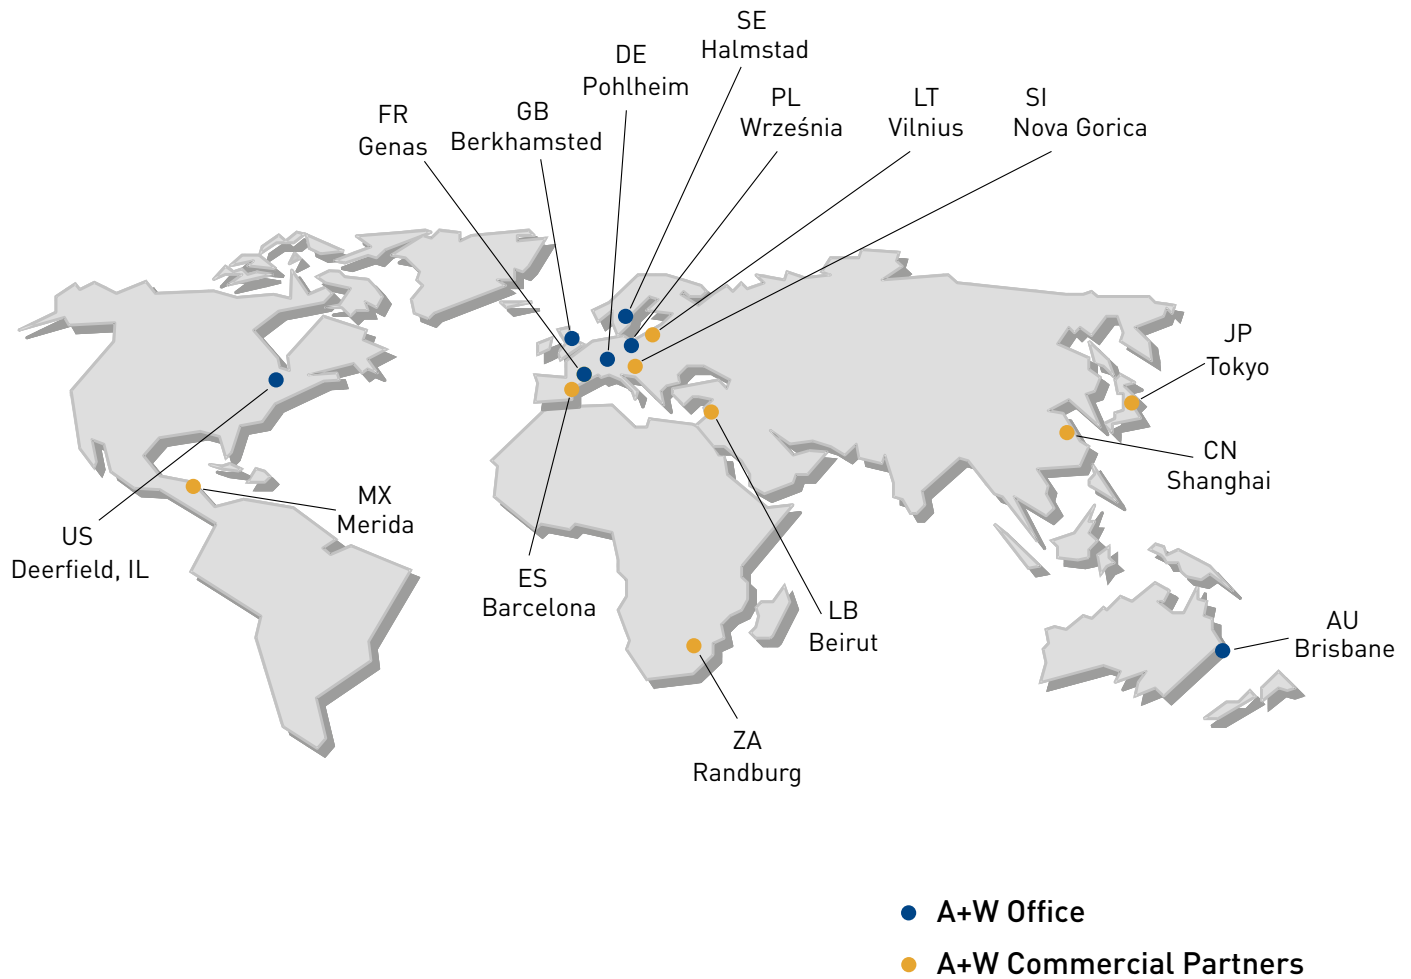 SE
Halmstad
DE
Pohlheim
PL
Września
LT
Vilnius
SI
Nova Gorica
GB
Berkhamsted
FR
Genas
JP
Tokyo
CN
Shanghai
MX
Merida
US
Deerfield, IL
ES
Barcelona
LB
Beirut
AU
Brisbane
ZA
Randburg
A+W Office
A+W Commercial Partners